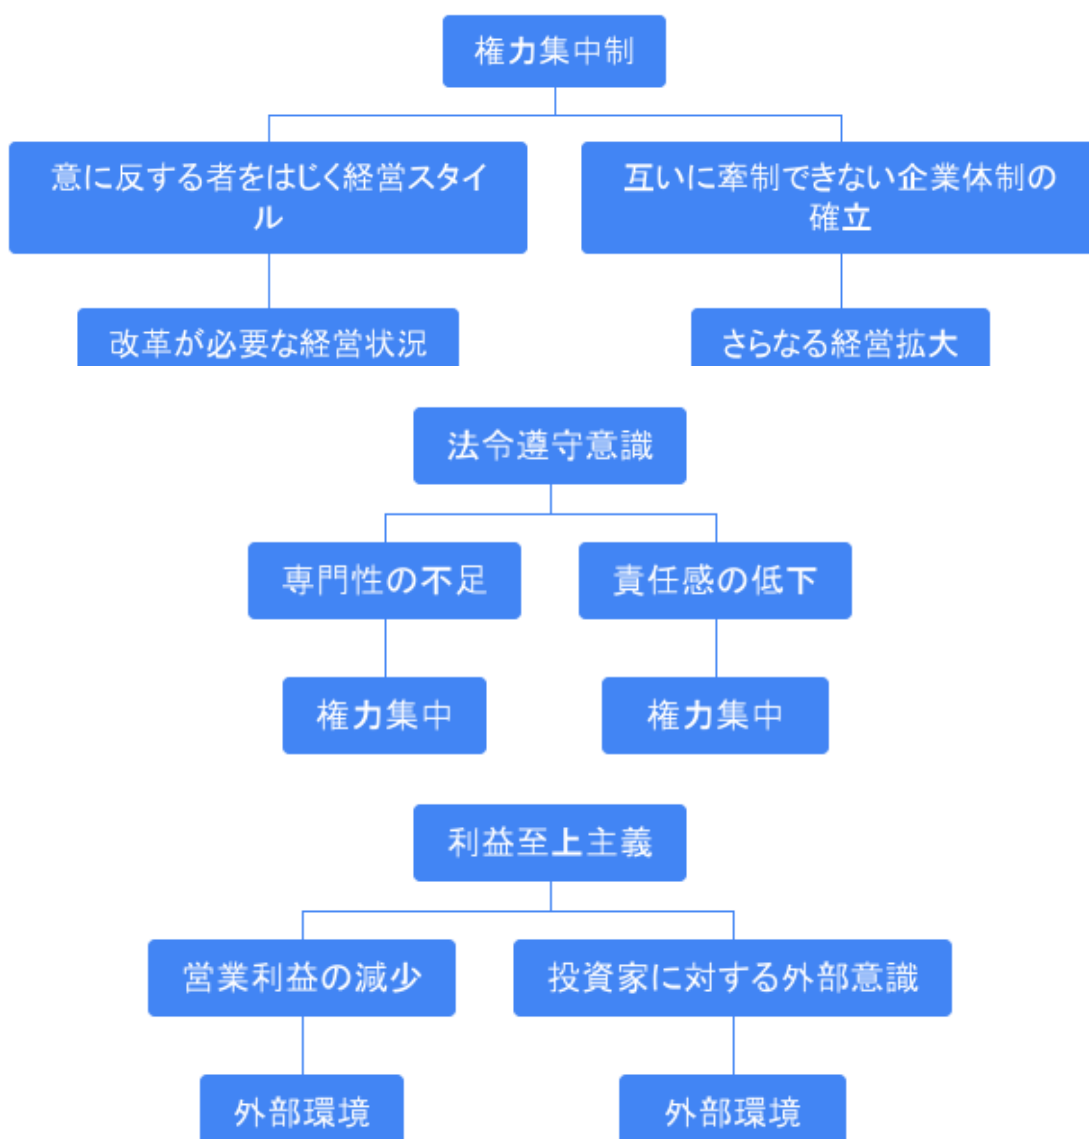 権力集中制
意に反する者をはじく経営スタイ
ル
互いに牽制できない企業体制の
確立
改革が必要な経営状況
さらなる経営拡大
法令遵守意識
専門性の不足
責任感の低下
権力集中
権力集中
利益至上主義
営業利益の減少
投資家に対する外部意識
外部環境
外部環境